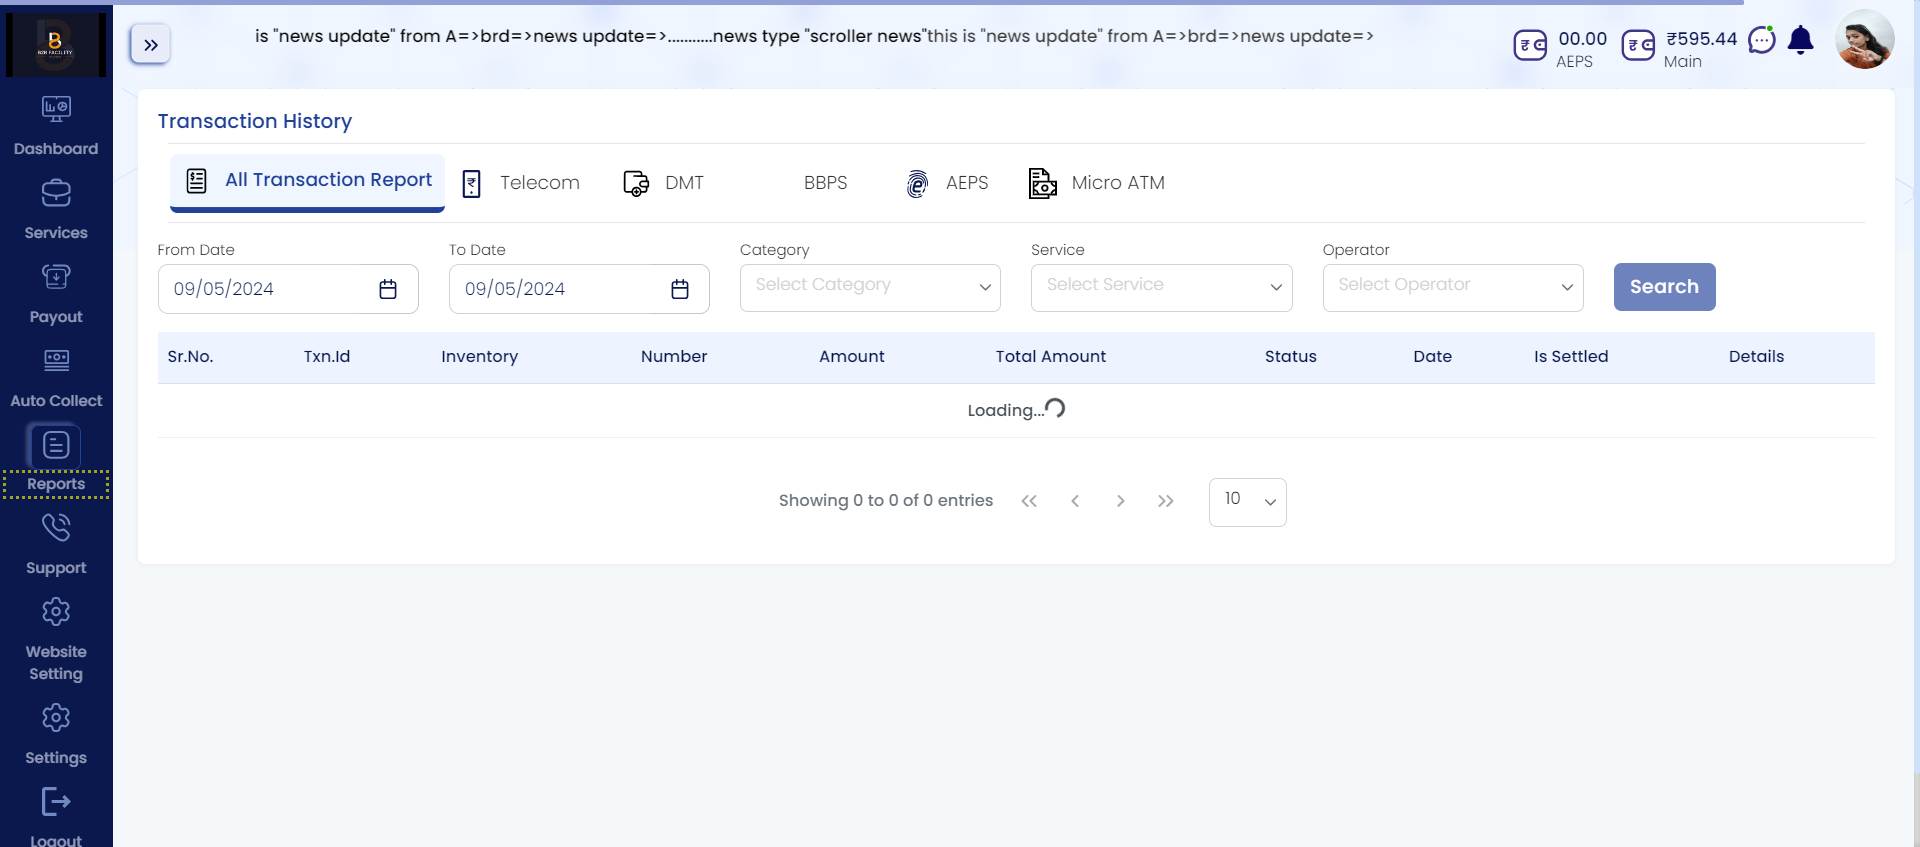 is "news update" from A=>brd=>news update=>...........news type "scroller news"this is "news update" from A=>brd=>news update=>
00.00
AEPS
₹595.44
Main
B2B FACILITY
Dashboard
Services
Payout
Auto Collect
Reports
Support
Website
Setting
Settings
Logout
Transaction History
All Transaction Report
Telecom
DMT
BBPS
AEPS
Micro ATM
From Date
To Date
Category
Service
Operator
09/05/2024
09/05/2024
Select Category
Select Service
Select Operator
Search
Sr.No. Txn.Id Inventory Number Amount Total Amount Status Date Is Settled Details
Loading...
Showing 0 to 0 of 0 entries
10